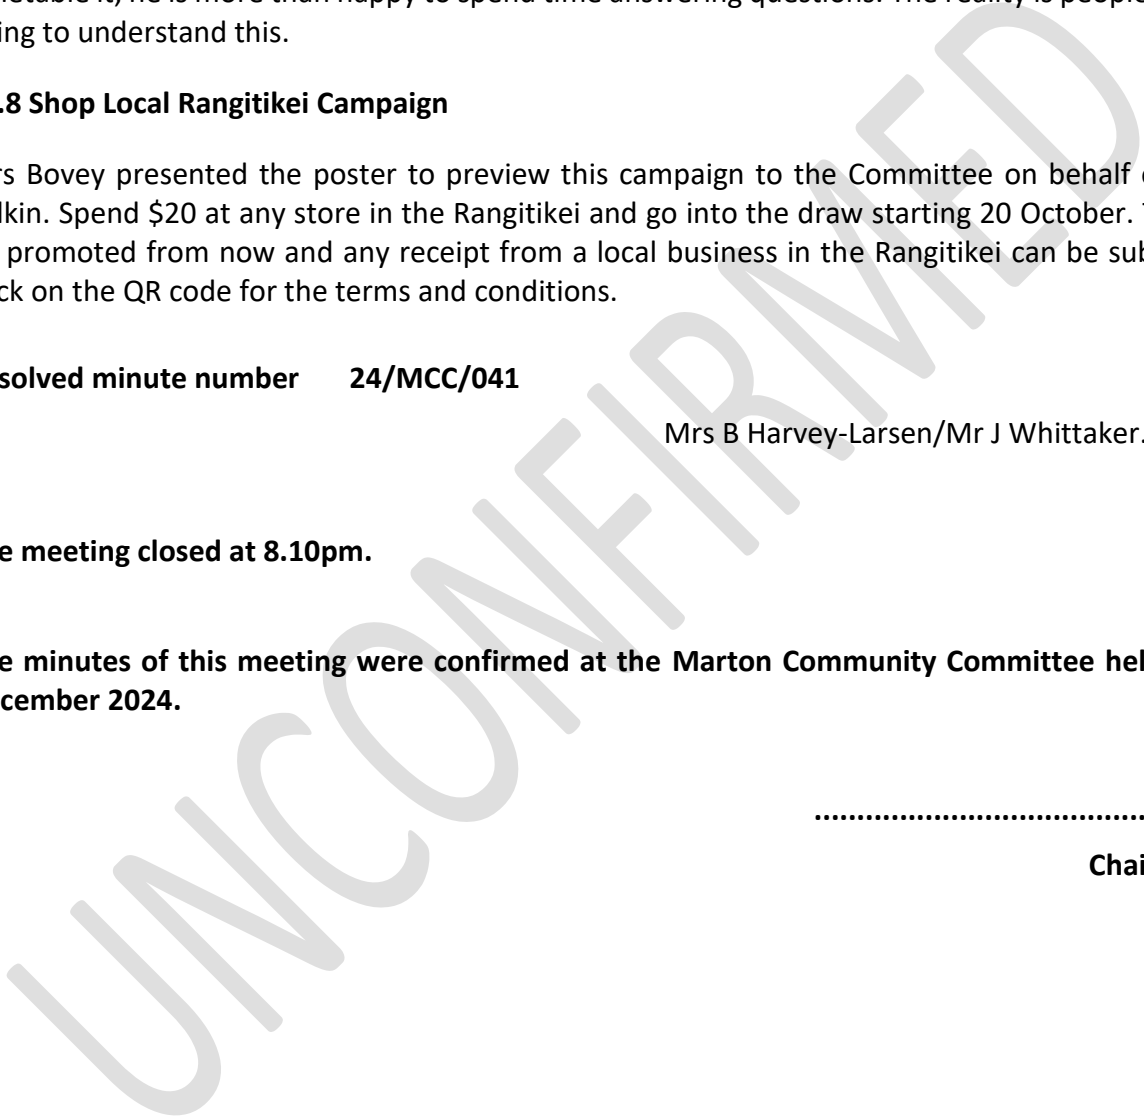 it, he is more than happy to spend time answering questions. The reality is people
ing to understand this.
.8 Shop Local Rangitikei Campaign
rs Bovey presented the poster to preview this campaign to the Committee on behalf
lkin. Spend $20 at any store in the Rangitikei and go into the draw starting 20 October.
promoted from now and any receipt from a local business in the Rangitikei can be sub
ck on the QR code for the terms and conditions.
solved minute number 24/MCC/041
Mrs B Harvey-Larsen/Mr J Whittaker.
e meeting closed at 8.10pm.
e minutes of this meeting were confirmed at the Marton Community Committee hel
cember 2024.
.......................................
Chai
UNCONFIRMED